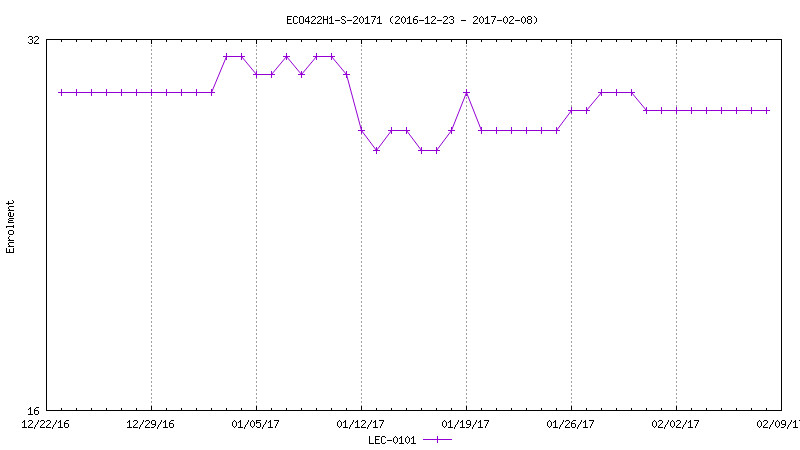 ECO422H1-S-20171 (2016-12-23 - 2017-02-08)
32
Enrolment
16
12/22/16 12/29/16 01/05/17 01/12/17 01/19/17 01/26/17 02/02/17 02/09/1
LEC-0101